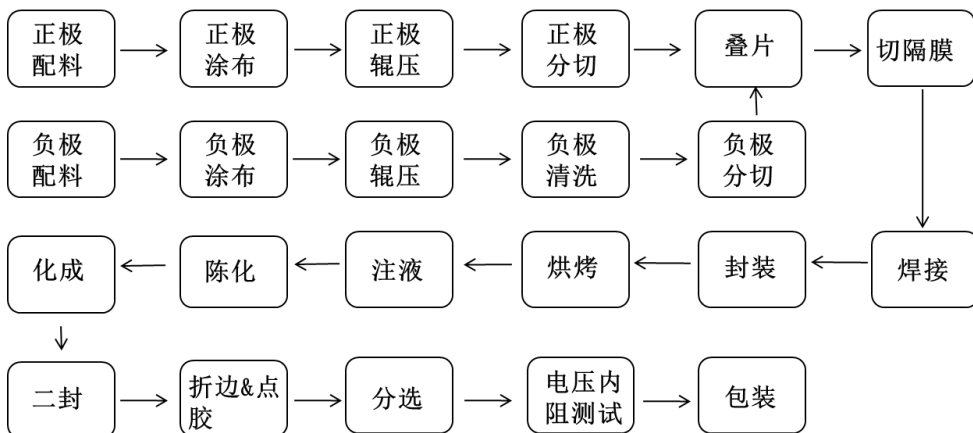 正极
配料
正极
涂布
正极
辊压
正极
分切
叠片
切隔膜
负极
配料
负极
涂布
负极
辊压
负极
清洗
负极
分切
化成
陈化
注液
烘烤
封装
焊接
二封
折边&点
胶
分选
电压内
阻测试
包装